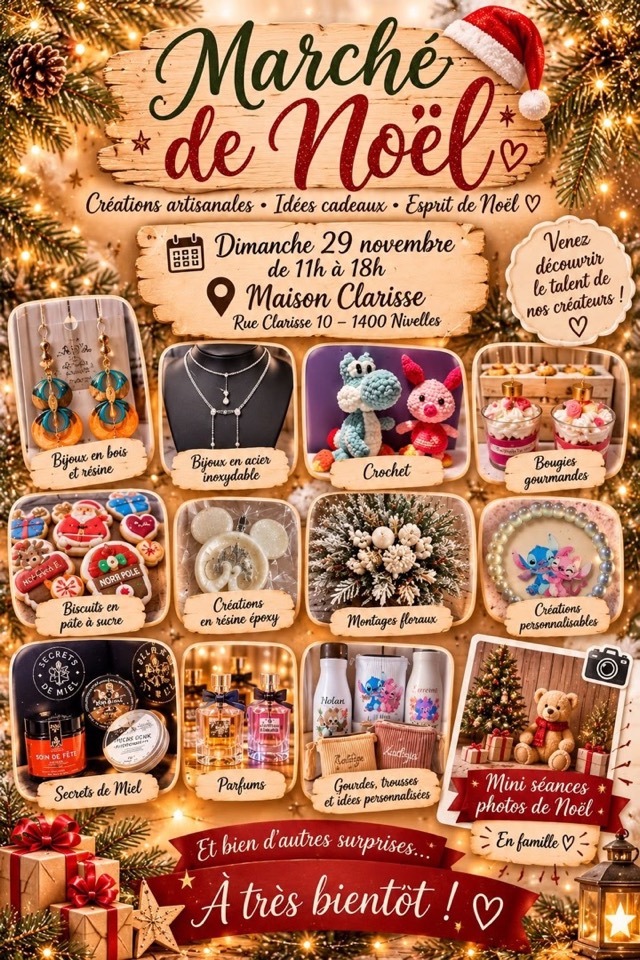 Marché
de Noël
Créations artisanales • Idées cadeaux • Esprit de Noël ♡
Dimanche 29 novembre
de 11h à 18h
Maison Clarisse
Rue Clarisse 10 – 1400 Nivelles
Venez
découvrir
le talent de
nos créateurs !
♡
Bijoux en bois
et résine
Bijoux en acier
inoxydable
Crochet
Bougies
gourmandes
NORTH POLE
Biscuits en
pâte à sucre
Créations
en résine époxy
Montages floraux
Créations
personnalisables
SECRETS
DE MIEL
SOIN DE FÊTE
Secrets de Miel
Parfums
Nolan
Gourdes, trousses
et idées personnalisées
Mini séances
photos de Noël
En famille ♡
Et bien d'autres surprises...
À très bientôt ! ♡